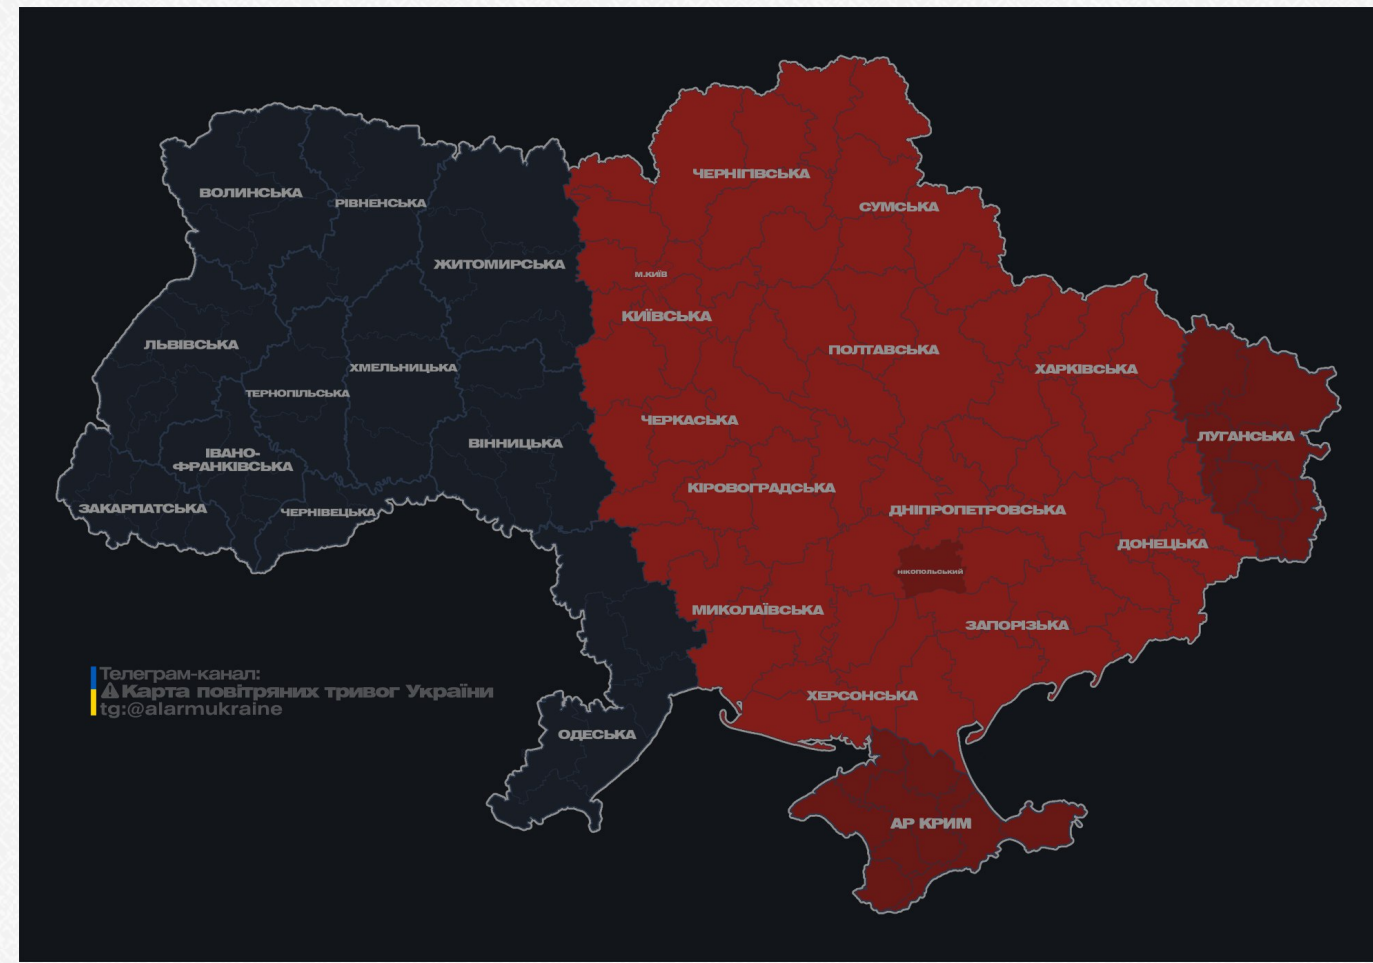 ЧЕРНІГІВСЬКА
ВОЛИНСЬКА
РІВНЕНСЬКА
СУМСЬКА
ЖИТОМИРСЬКА
М.КИЇВ
КИЇВСЬКА
ЛЬВІВСЬКА
ПОЛТАВСЬКА
ХМЕЛЬНИЦЬКА
ХАРКІВСЬКА
ТЕРНОПІЛЬСЬКА
ЧЕРКАСЬКА
ВІННИЦЬКА
ЛУГАНСЬКА
ІВАНО-
ФРАНКІВСЬКА
КІРОВОГРАДСЬКА
ЗАКАРПАТСЬКА
ЧЕРНІВЕЦЬКА
ДНІПРОПЕТРОВСЬКА
ДОНЕЦЬКА
НІКОПОЛЬСЬКИЙ
МИКОЛАЇВСЬКА
ЗАПОРІЗЬКА
Телеграм-канал:
Карта повітряних тривог України
tg:@alarmukraine
ХЕРСОНСЬКА
ОДЕСЬКА
АР КРИМ